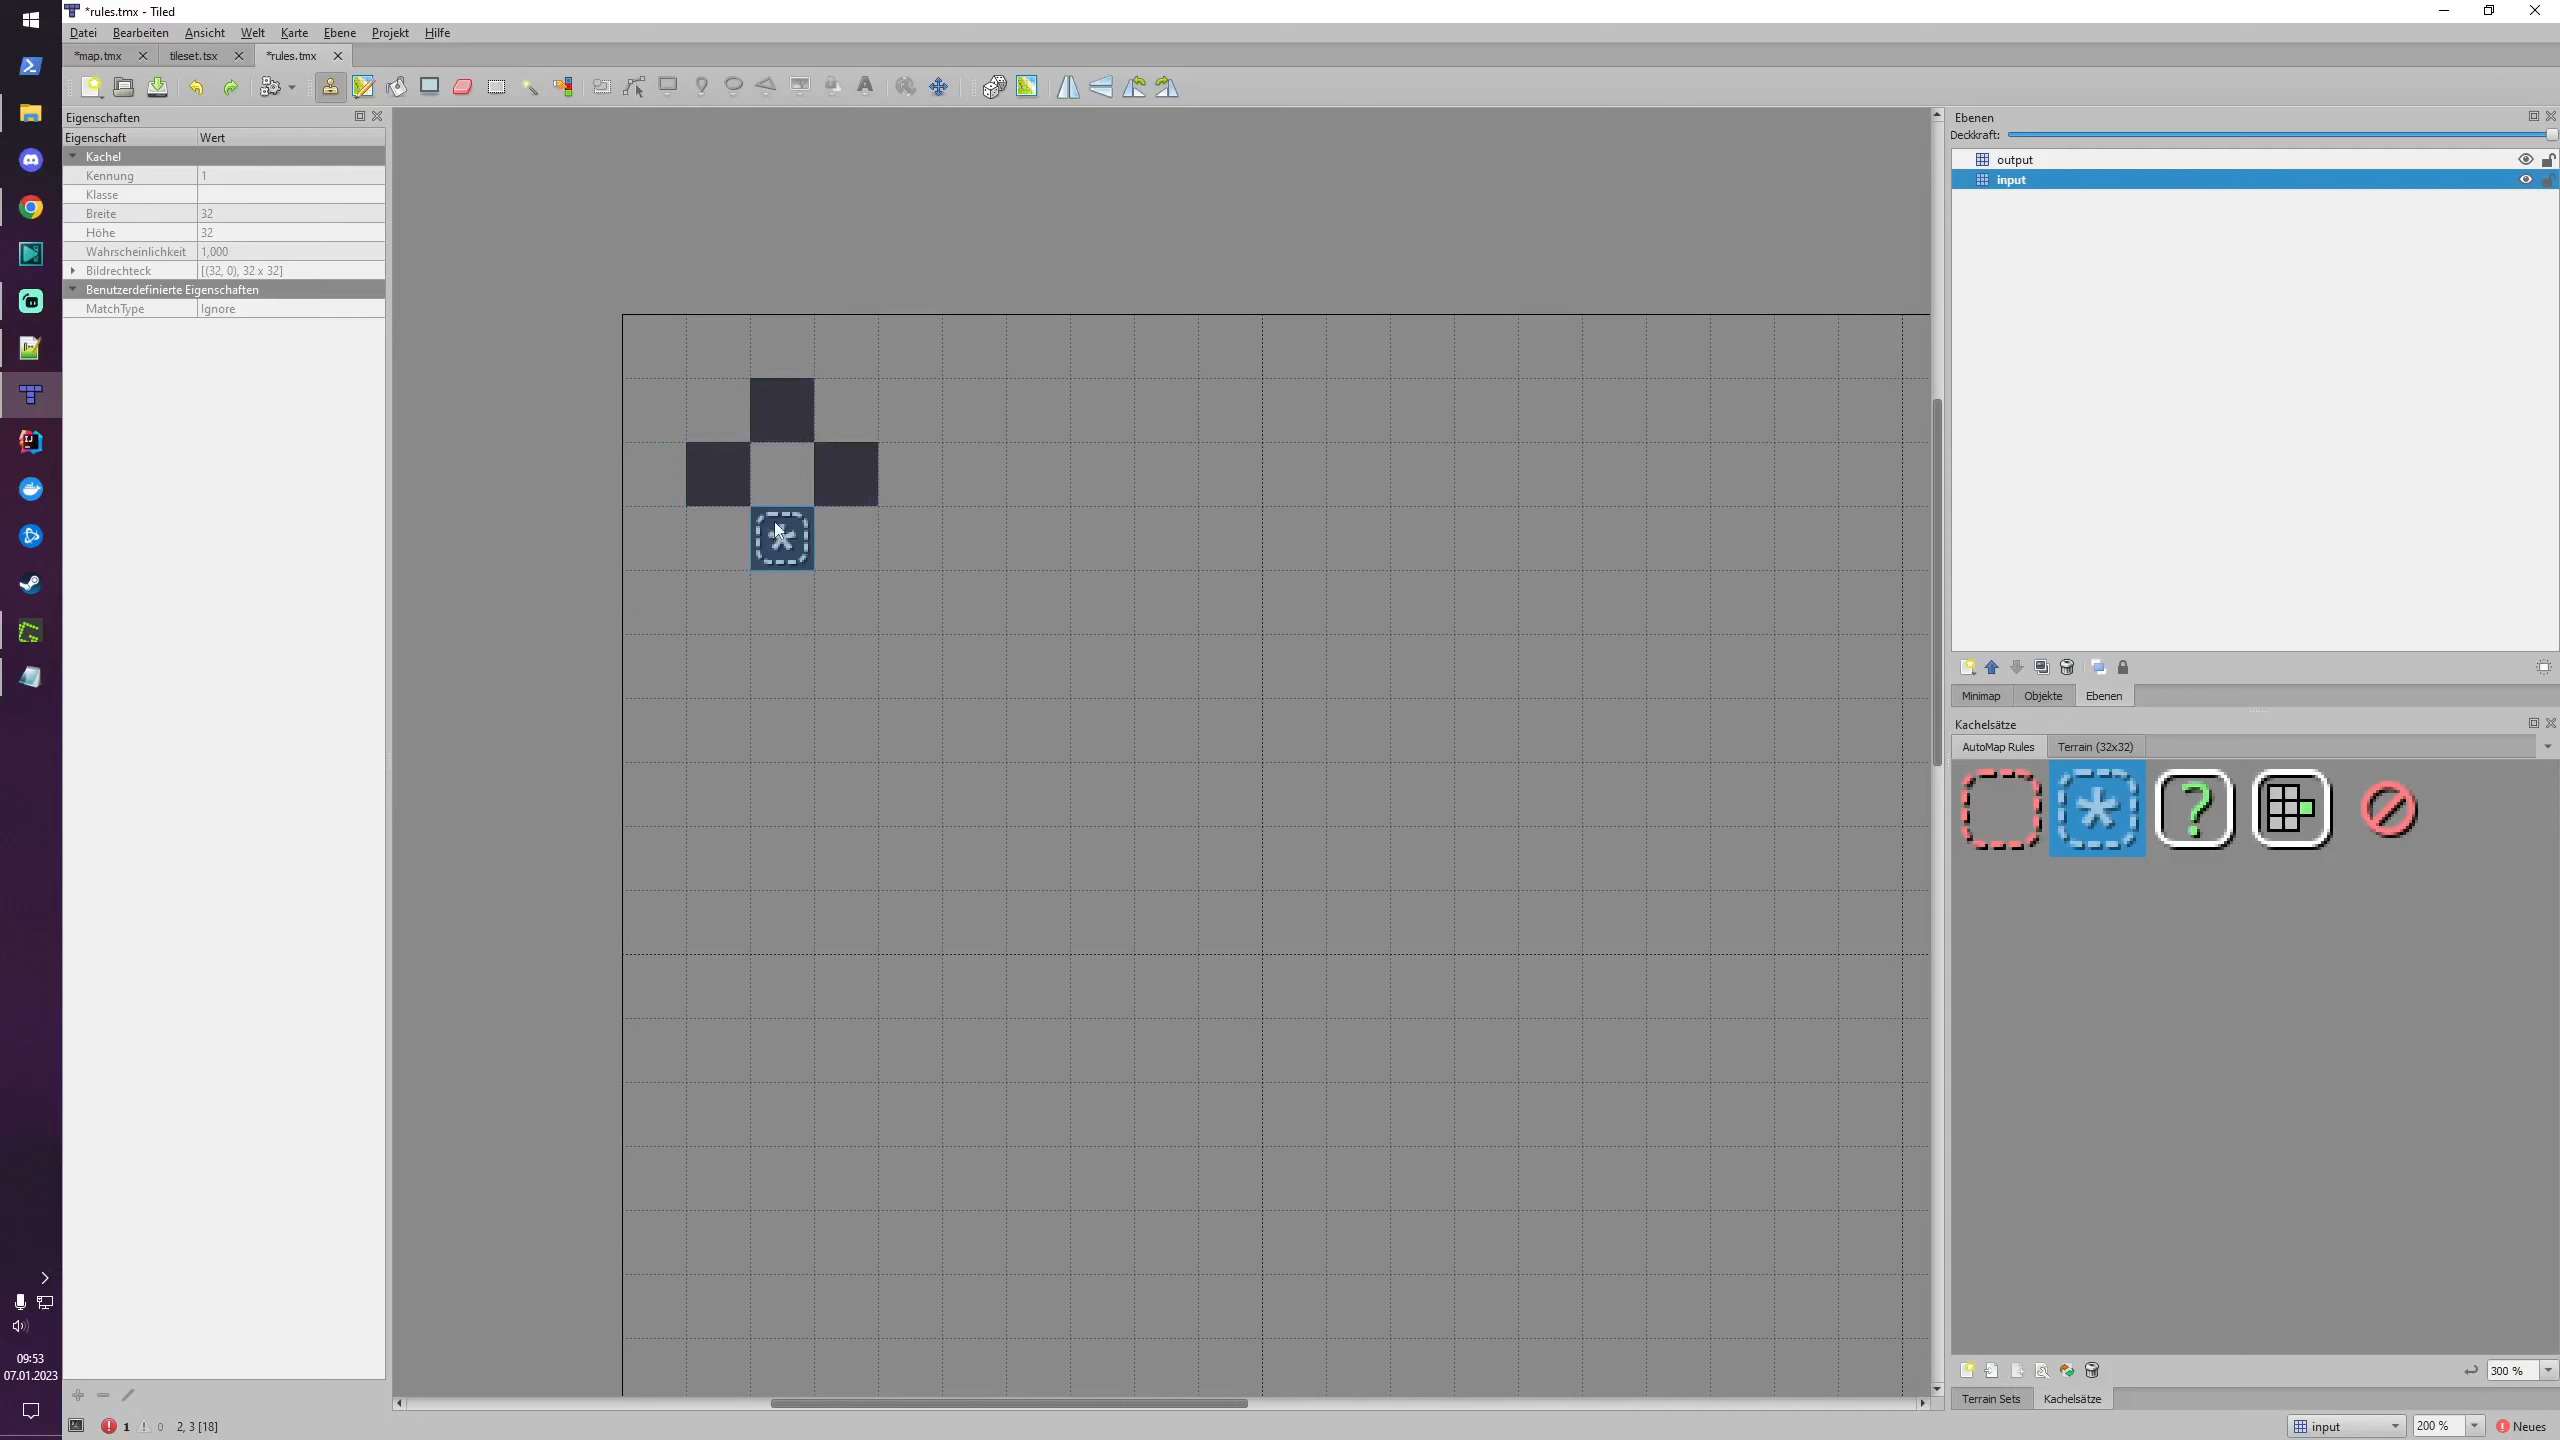 *rules.tmx - Tiled
Datei Bearbeiten Ansicht Welt Karte Ebene Projekt Hilfe
*map.tmx tileset.tsx *rules.tmx
Eigenschaften
Eigenschaft Wert
Kachel
Kennung 1
Klasse
Breite 32
Höhe 32
Wahrscheinlichkeit 1,000
Bildrechteck [(32, 0), 32 x 32]
Benutzerdefinierte Eigenschaften
MatchType Ignore
Ebenen
Deckkraft:
output
input
Minimap Objekte Ebenen
Kachelsätze
AutoMap Rules Terrain (32x32)
300 %
Terrain Sets Kachelsätze
09:53
07.01.2023
1 0 2, 3 [18]
input 200 % Neues